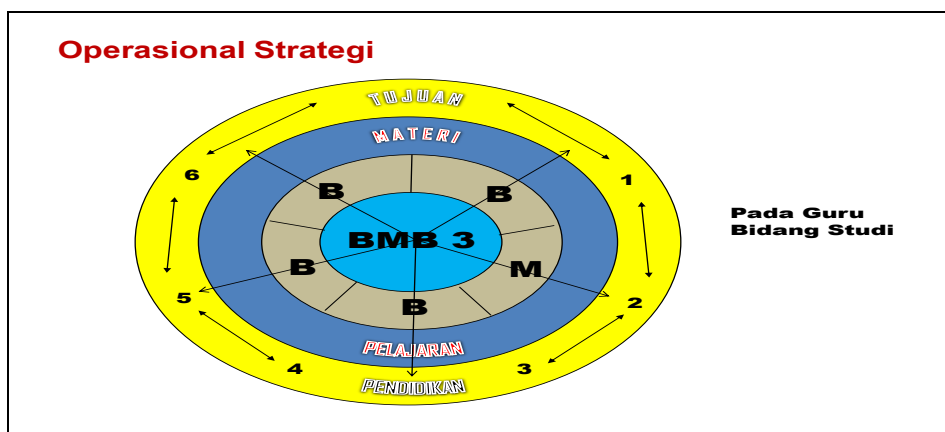 Operasional Strategi
TUJUAN
MATERI
6
1
B
B
Pada Guru
Bidang Studi
BMB 3
B
M
5
B
2
PELAJARAN
4
3
PENDIDIKAN